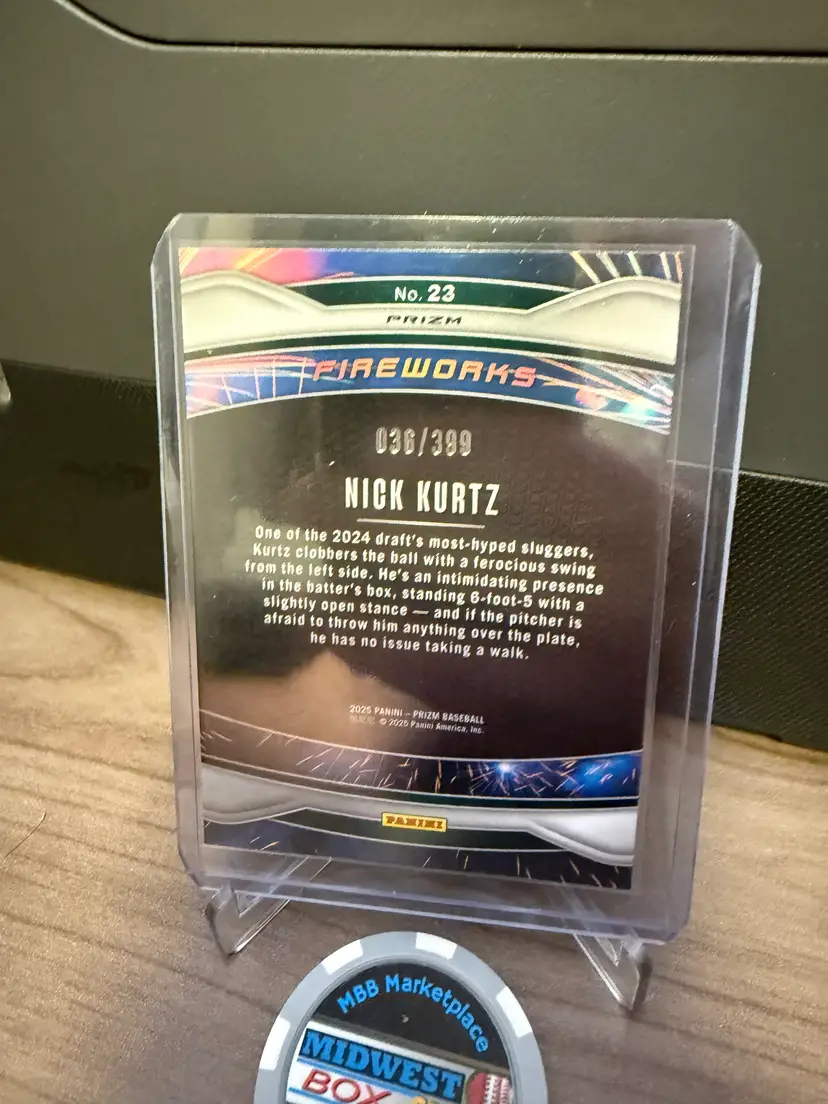 No. 23
PRIZM
FIREWORKS
036/399
NICK KURTZ
One of the 2024 draft's most-hyped sluggers,
Kurtz clobbers the ball with a ferocious swing
from the left side. He's an intimidating presence
in the batter's box, standing 6-foot-5 with a
slightly open stance — and if the pitcher is
afraid to throw him anything over the plate,
he has no issue taking a walk.
2025 PANINI – PRIZM BASEBALL
© 2025 Panini America, Inc.
PANINI
MBB Marketplace
MIDWEST
BOX